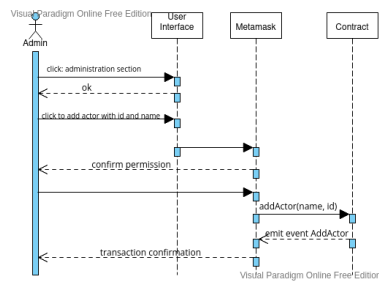 Visual Paradigm Online Free Edition
User
Interface
Metamask
Contract
Admin
click: administration section
ok
click to add actor with id and name
confirm permission
addActor(name, id)
emit event AddActor
transaction confirmation
Visual Paradigm Online Free Edition